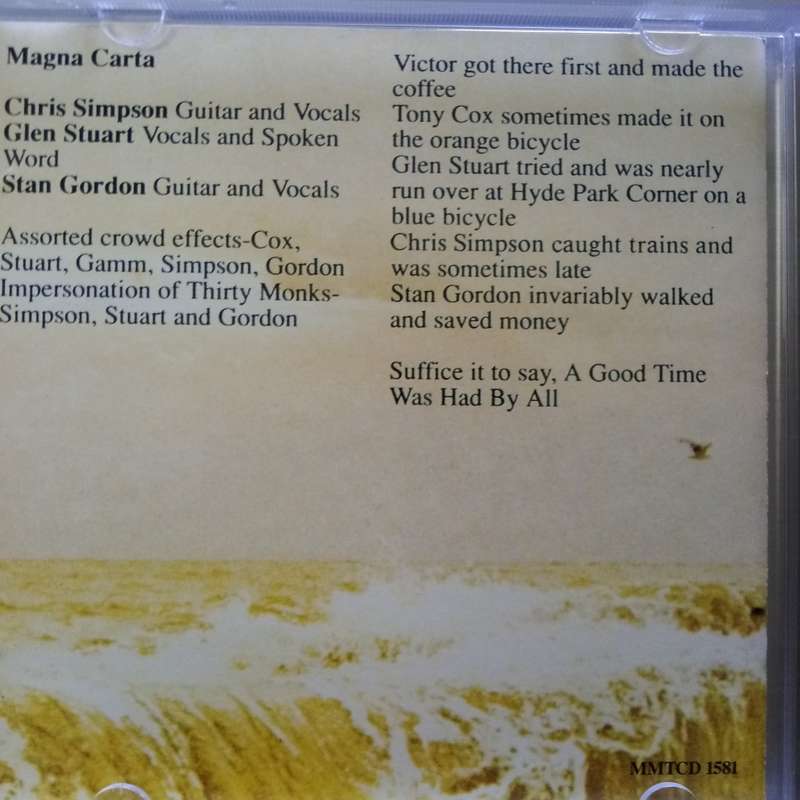 Magna Carta
Chris Simpson Guitar and Vocals
Glen Stuart Vocals and Spoken
Word
Stan Gordon Guitar and Vocals
Assorted crowd effects-Cox,
Stuart, Gamm, Simpson, Gordon
Impersonation of Thirty Monks-
Simpson, Stuart and Gordon
Victor got there first and made the
coffee
Tony Cox sometimes made it on
the orange bicycle
Glen Stuart tried and was nearly
run over at Hyde Park Corner on a
blue bicycle
Chris Simpson caught trains and
was sometimes late
Stan Gordon invariably walked
and saved money
Suffice it to say, A Good Time
Was Had By All
MMTCD 1581